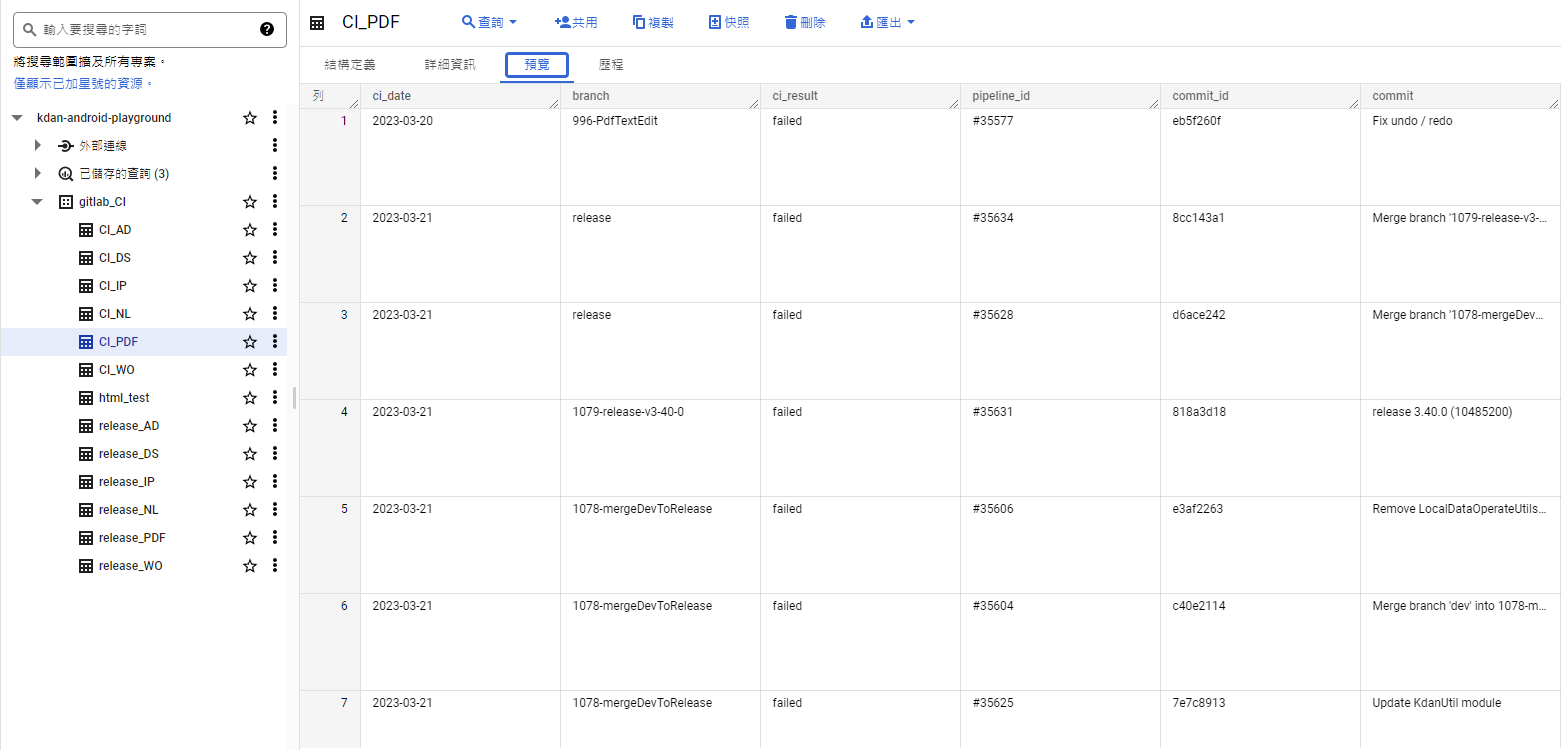 輸入要搜尋的字詞
將搜尋範圍擴及所有專案。
僅顯示已加星號的資源。
kdan-android-playground
外部連線
已儲存的查詢 (3)
gitlab_CI
CI_AD
CI_DS
CI_IP
CI_NL
CI_PDF
CI_WO
html_test
release_AD
release_DS
release_IP
release_NL
release_PDF
release_WO
CI_PDF 查詢 共用 複製 快照 刪除 匯出
結構定義 詳細資訊 預覽 歷程
列 ci_date branch ci_result pipeline_id commit_id commit
1 2023-03-20 996-PdfTextEdit failed #35577 eb5f260f Fix undo / redo
2 2023-03-21 release failed #35634 8cc143a1 Merge branch '1079-release-v3-...
3 2023-03-21 release failed #35628 d6ace242 Merge branch '1078-mergeDev...
4 2023-03-21 1079-release-v3-40-0 failed #35631 818a3d18 release 3.40.0 (10485200)
5 2023-03-21 1078-mergeDevToRelease failed #35606 e3af2263 Remove LocalDataOperateUtils...
6 2023-03-21 1078-mergeDevToRelease failed #35604 c40e2114 Merge branch 'dev' into 1078-m...
7 2023-03-21 1078-mergeDevToRelease failed #35625 7e7c8913 Update KdanUtil module